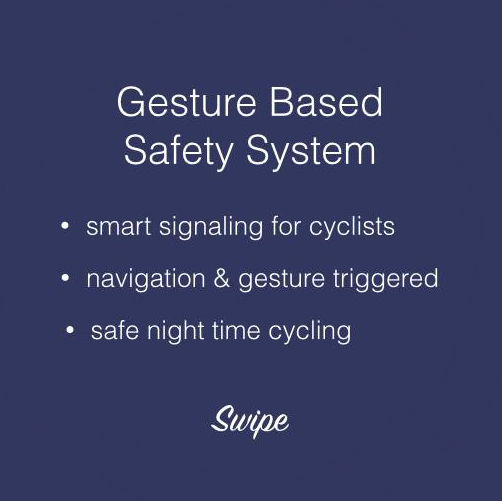 Gesture Based
Safety System
• smart signaling for cyclists
• navigation & gesture triggered
• safe night time cycling
Swipe